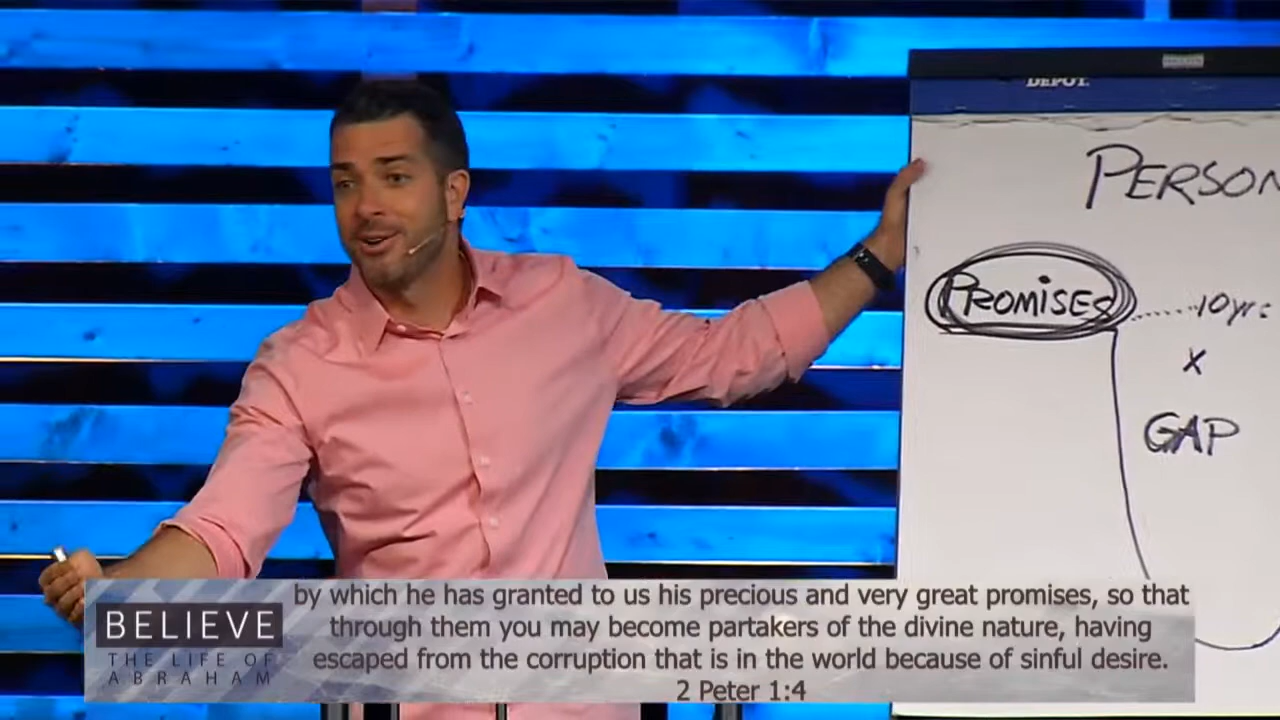 DEPOT.
PERSON
PROMISES
10yrs
x
GAP
BELIEVE
THE LIFE OF
ABRAHAM
by which he has granted to us his precious and very great promises, so that
through them you may become partakers of the divine nature, having
escaped from the corruption that is in the world because of sinful desire.
2 Peter 1:4